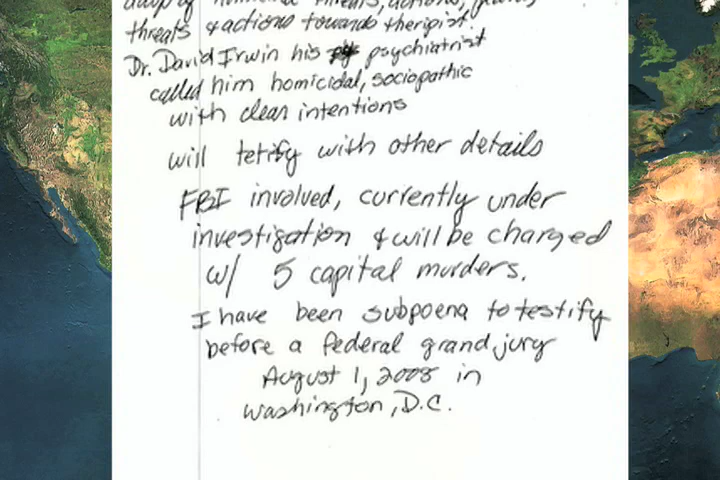 threats, actions,
threats & actions towards therapist.
Dr. David Irwin his psychiatrist
called him homicidal, sociopathic
with clear intentions
will tetify with other details
FBI involved, currently under
investigation & will be charged
w/ 5 capital murders.
I have been subpoena to testify
before a federal grand jury
August 1, 2008 in
Washington, D.C.